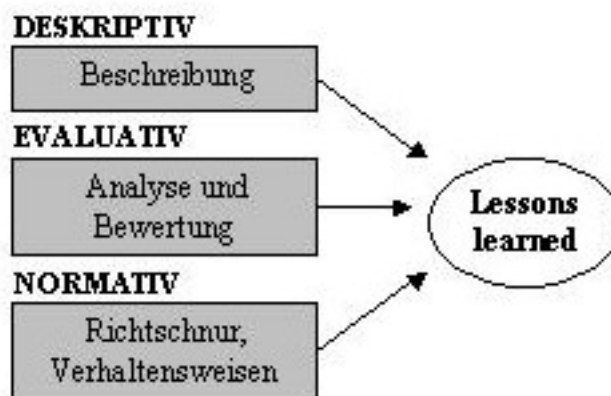 DESKRIPTIV
Beschreibung
EVALUATIV
Analyse und
Bewertung
Lessons
learned
NORMATIV
Richtschnur,
Verhaltensweisen